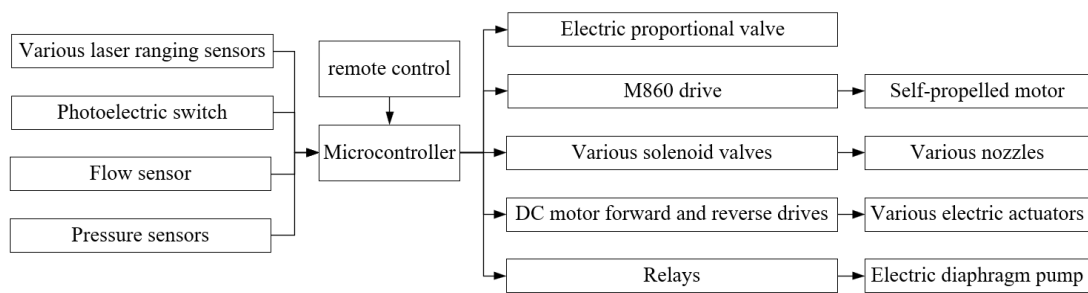 Various laser ranging sensors
Photoelectric switch
Flow sensor
Pressure sensors
remote control
Microcontroller
Electric proportional valve
M860 drive
Self-propelled motor
Various solenoid valves
Various nozzles
DC motor forward and reverse drives
Various electric actuators
Relays
Electric diaphragm pump